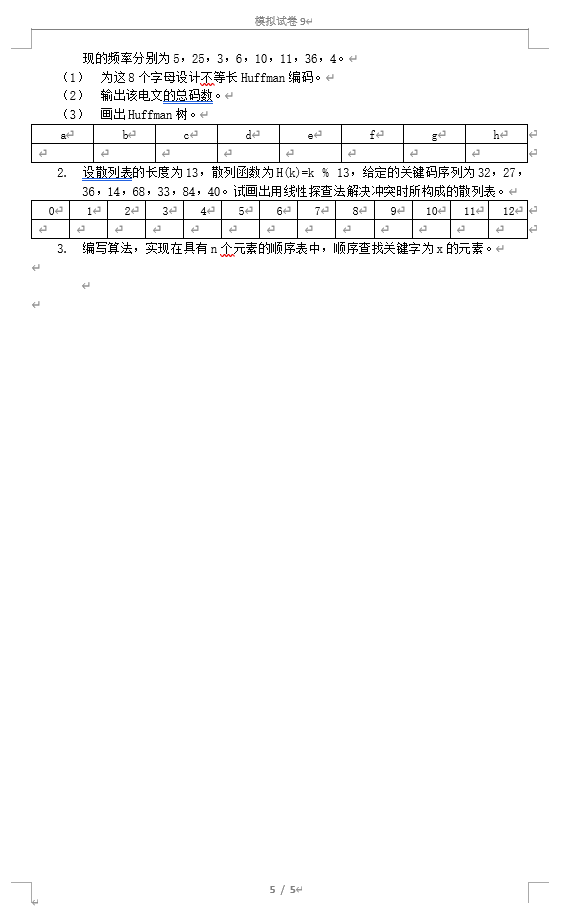 模拟试卷 9
现的频率分别为 5，25，3，6，10，11，36，4。
（1） 为这 8 个字母设计不等长 Huffman 编码。
（2） 输出该电文的总码数。
（3） 画出 Huffman 树。
a b c d e f g h
2. 设散列表的长度为 13，散列函数为 H(k)=k % 13，给定的关键码序列为 32，27，
36，14，68，33，84，40。试画出用线性探查法解决冲突时所构成的散列表。
0 1 2 3 4 5 6 7 8 9 10 11 12
3. 编写算法，实现在具有 n 个元素的顺序表中，顺序查找关键字为 x 的元素。
5 / 5